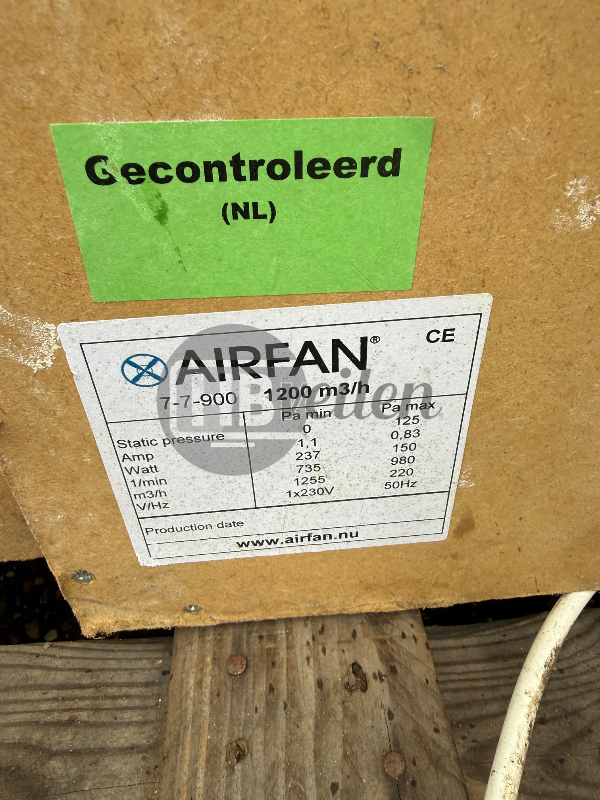 Gecontroleerd
(NL)
AIRFAN® CE
7-7-900 1200 m3/h
Pa min Pa max
Static pressure 0 125
Amp 1,1 0,83
Watt 237 150
1/min 735 980
m3/h 1255 220
V/Hz 1x230V 50Hz
Production date
www.airfan.nu
HBveilen